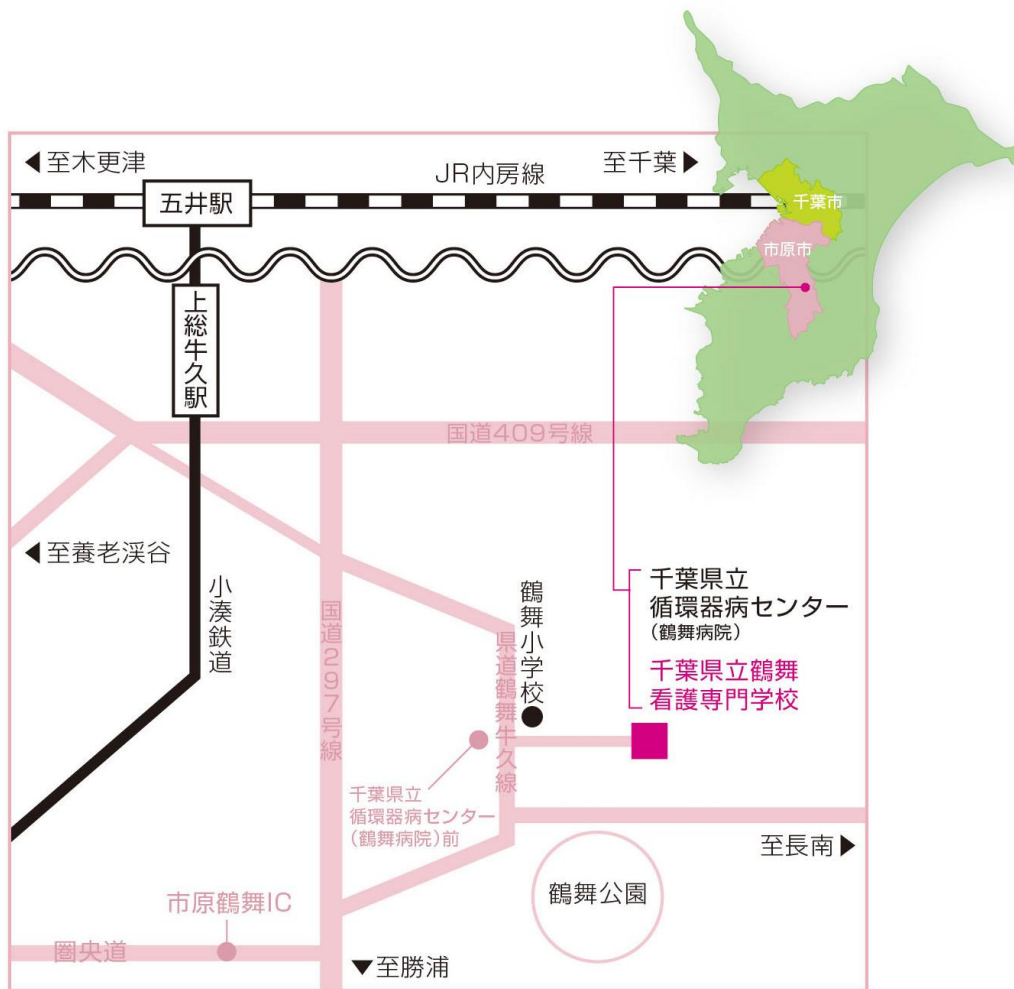 至木更津
JR内房線
至千葉
五井駅
千葉市
市原市
上総牛久駅
国道409号線
至養老渓谷
小湊鉄道
国道297号線
県道鶴舞牛久線
鶴舞小学校
千葉県立
循環器病センター
(鶴舞病院)
千葉県立鶴舞
看護専門学校
千葉県立
循環器病センター
(鶴舞病院)前
至長南
鶴舞公園
市原鶴舞IC
圏央道
至勝浦